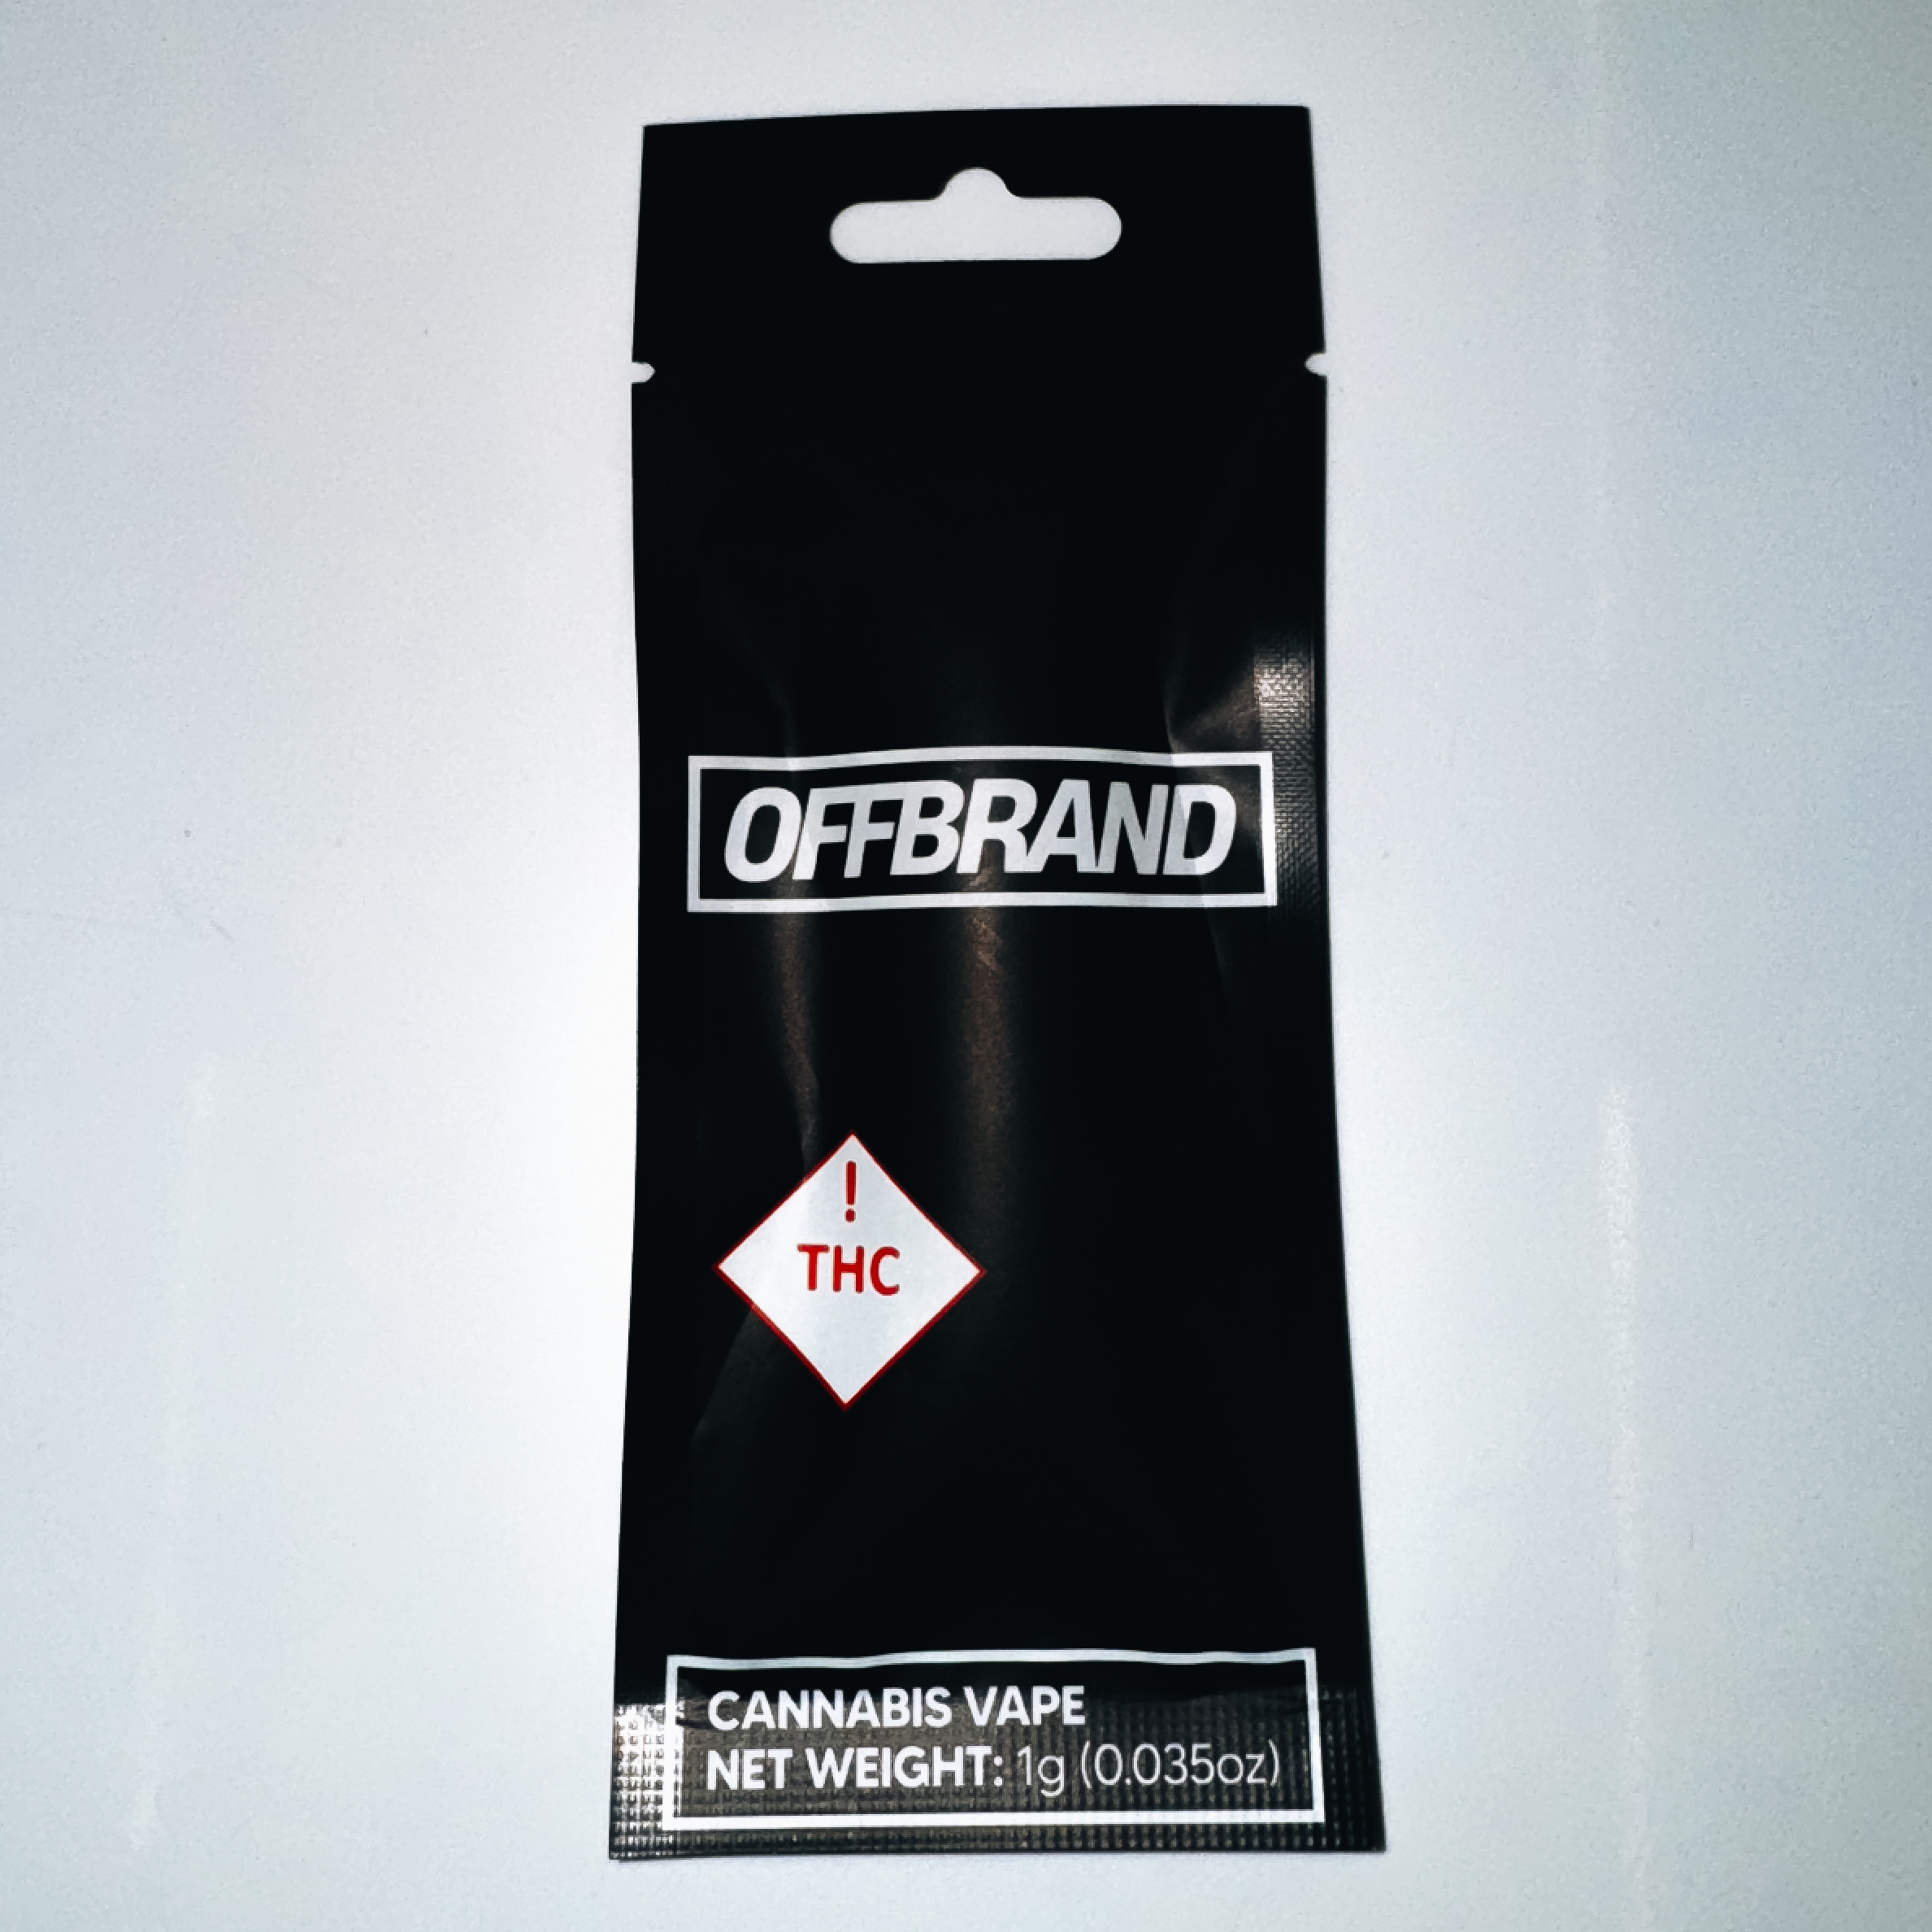 OFFBRAND
!
THC
CANNABIS VAPE
NET WEIGHT: 1g (0.035oz)